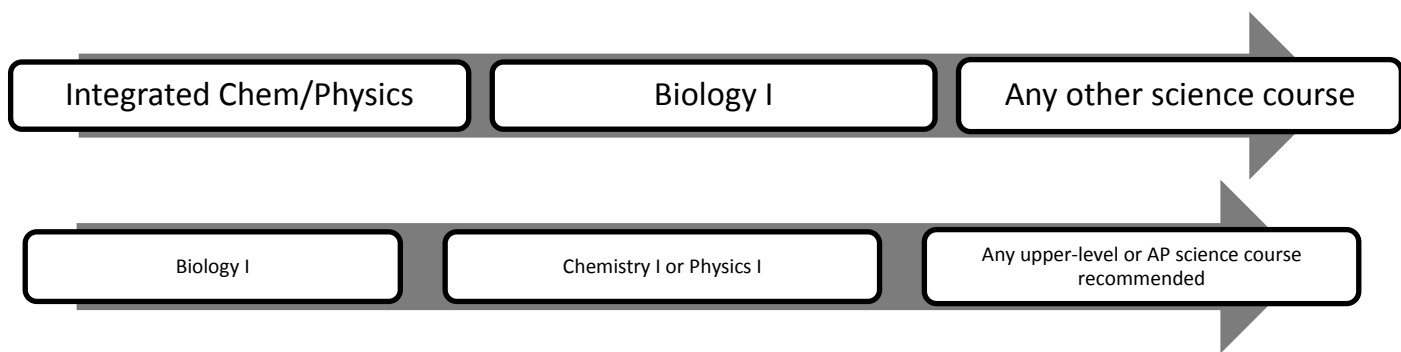 Integrated Chem/Physics
Biology I
Any other science course
Biology I
Chemistry I or Physics I
Any upper-level or AP science course
recommended